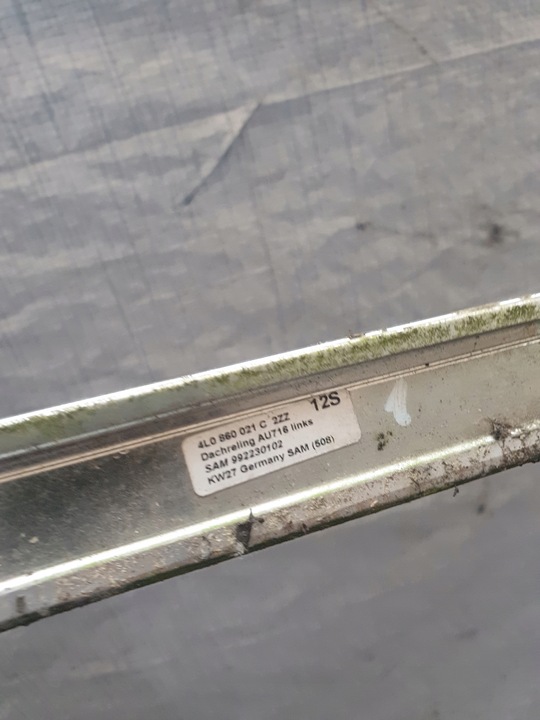 4L0 860 021 C 2ZZ 12S
Dachreling AU716 links
SAM 992230102
KW27 Germany SAM (508)